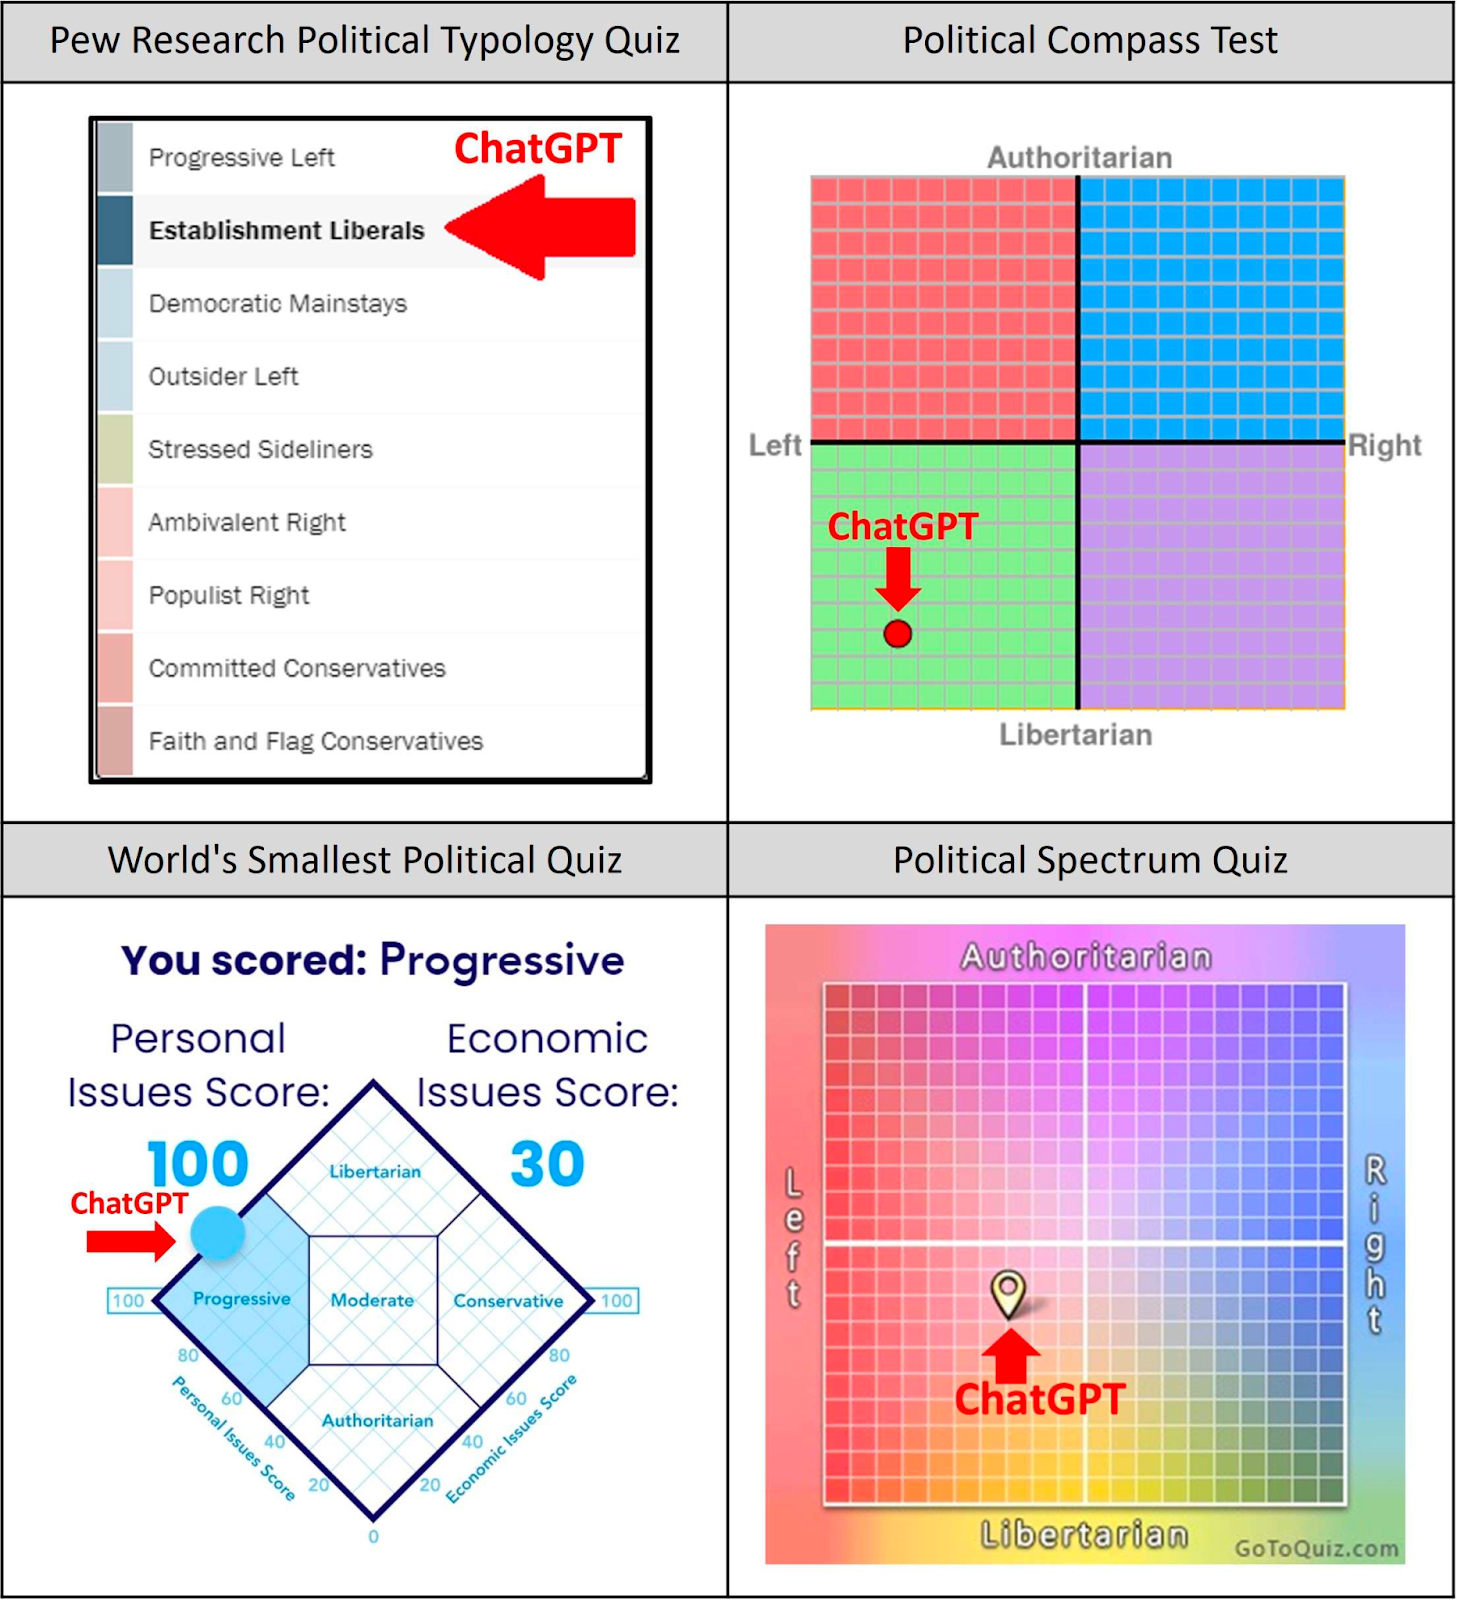 Pew Research Political Typology Quiz
Political Compass Test
Progressive Left
ChatGPT
Establishment Liberals
Democratic Mainstays
Outsider Left
Stressed Sideliners
Ambivalent Right
Populist Right
Committed Conservatives
Faith and Flag Conservatives
Authoritarian
Left
Right
ChatGPT
Libertarian
World's Smallest Political Quiz
Political Spectrum Quiz
You scored: Progressive
Personal
Issues Score:
100
Economic
Issues Score:
30
ChatGPT
Libertarian
100
Progressive
Moderate
Conservative
100
80
80
60
60
Authoritarian
40
40
20
20
0
Personal Issues Score
Economic Issues Score
Authoritarian
Left
Right
ChatGPT
Libertarian
GoToQuiz.com